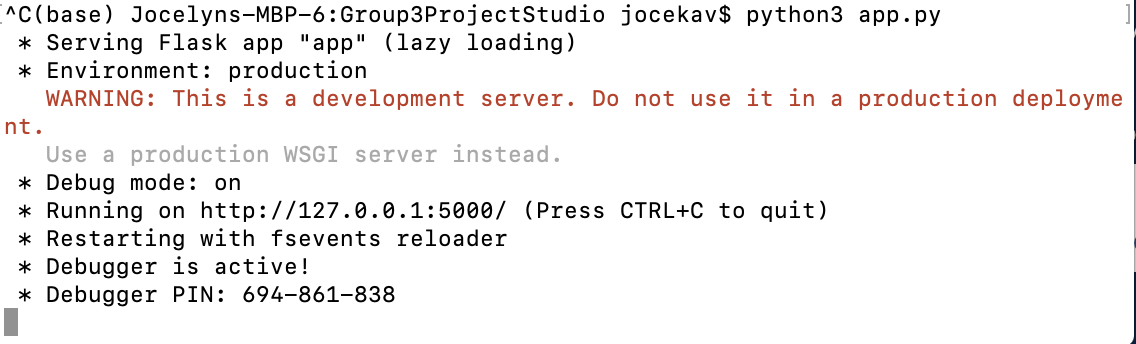 ^C(base) Jocelyns-MBP-6:Group3ProjectStudio jocekav$ python3 app.py
 * Serving Flask app "app" (lazy loading)
 * Environment: production
   WARNING: This is a development server. Do not use it in a production deployme
nt.
   Use a production WSGI server instead.
 * Debug mode: on
 * Running on http://127.0.0.1:5000/ (Press CTRL+C to quit)
 * Restarting with fsevents reloader
 * Debugger is active!
 * Debugger PIN: 694-861-838